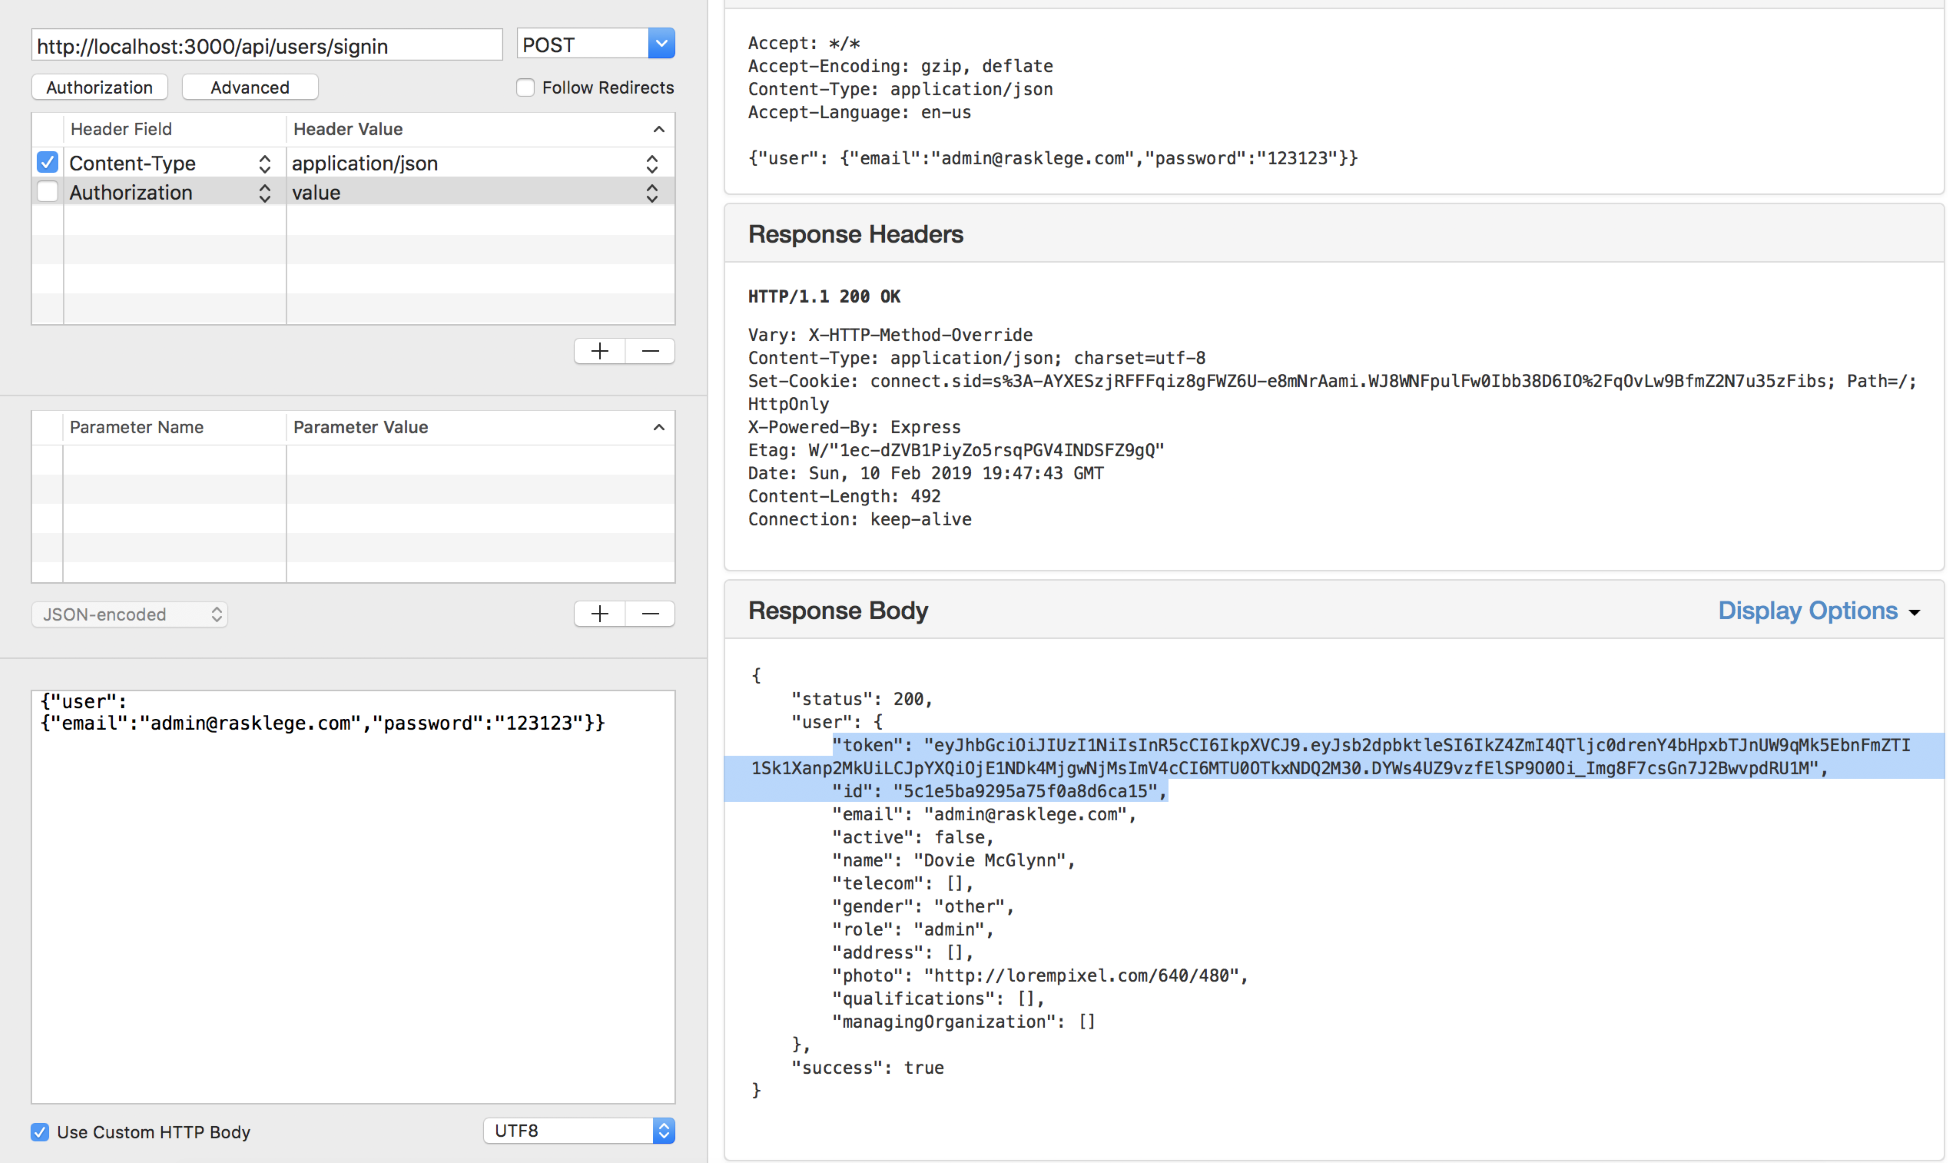 http://localhost:3000/api/users/signin
POST
Authorization
Advanced
Follow Redirects
Header Field
Header Value
Content-Type
application/json
Authorization
value
Parameter Name
Parameter Value
JSON-encoded
{"user":
{"email":"admin@rasklege.com","password":"123123"}}
Use Custom HTTP Body
UTF8
Accept: */*
Accept-Encoding: gzip, deflate
Content-Type: application/json
Accept-Language: en-us
{"user": {"email":"admin@rasklege.com","password":"123123"}}
Response Headers
HTTP/1.1 200 OK
Vary: X-HTTP-Method-Override
Content-Type: application/json; charset=utf-8
Set-Cookie: connect.sid=s%3A-AYXESzjRFFFqiz8gFWZ6U-e8mNrAami.WJ8WNFpulFw0Ibb38D6IO%2FqOvLw9BfmZ2N7u35zFibs; Path=/;
HttpOnly
X-Powered-By: Express
Etag: W/"1ec-dZVB1PiyZo5rsqPGV4INDSFZ9gQ"
Date: Sun, 10 Feb 2019 19:47:43 GMT
Content-Length: 492
Connection: keep-alive
Response Body
Display Options
{
"status": 200,
"user": {
"token": "eyJhbGciOiJIUzI1NiIsInR5cCI6IkpXVCJ9.eyJsb2dpbktleSI6IkZ4ZmI4QTljc0drenY4bHpxbTJnUW9qMk5EbnFmZTI
1Sk1Xanp2MkUiLCJpYXQiOjE1NDk4MjgwNjMsImV4cCI6MTU0OTkxNDQ2M30.DYWs4UZ9vzfElSP9O0Oi_Img8F7csGn7J2BwvpdRU1M",
"id": "5c1e5ba9295a75f0a8d6ca15",
"email": "admin@rasklege.com",
"active": false,
"name": "Dovie McGlynn",
"telecom": [],
"gender": "other",
"role": "admin",
"address": [],
"photo": "http://lorempixel.com/640/480",
"qualifications": [],
"managingOrganization": []
},
"success": true
}